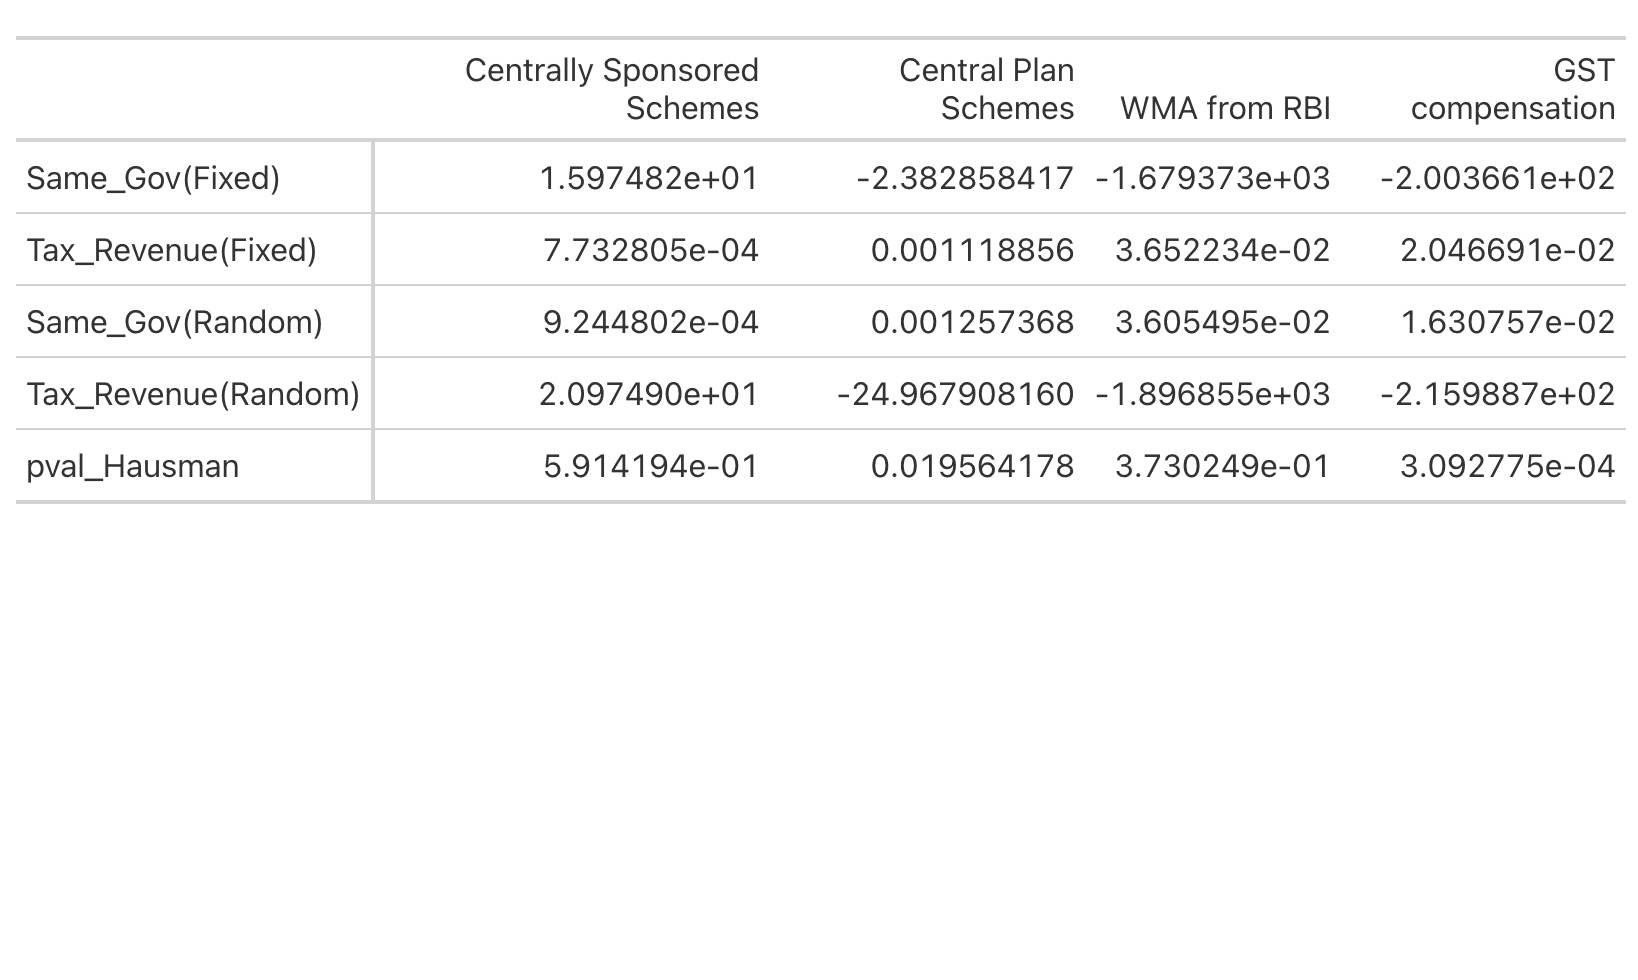 Centrally Sponsored Schemes Central Plan Schemes WMA from RBI GST compensation
Same_Gov(Fixed) 1.597482e+01 -2.382858417 -1.679373e+03 -2.003661e+02
Tax_Revenue(Fixed) 7.732805e-04 0.001118856 3.652234e-02 2.046691e-02
Same_Gov(Random) 9.244802e-04 0.001257368 3.605495e-02 1.630757e-02
Tax_Revenue(Random) 2.097490e+01 -24.967908160 -1.896855e+03 -2.159887e+02
pval_Hausman 5.914194e-01 0.019564178 3.730249e-01 3.092775e-04